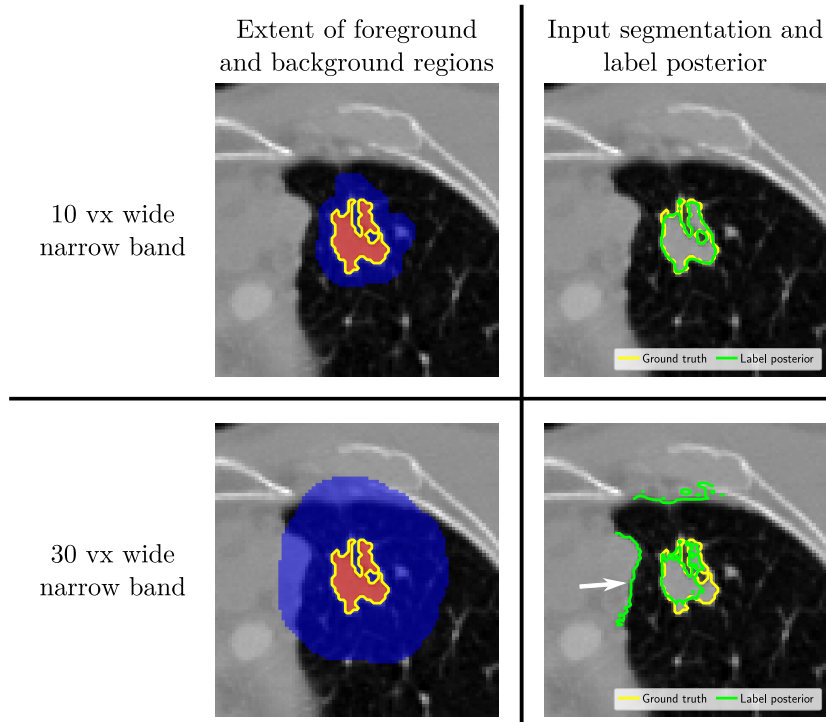 Extent of foreground
and background regions
Input segmentation and
label posterior
10 vx wide
narrow band
Ground truth Label posterior
30 vx wide
narrow band
Ground truth Label posterior